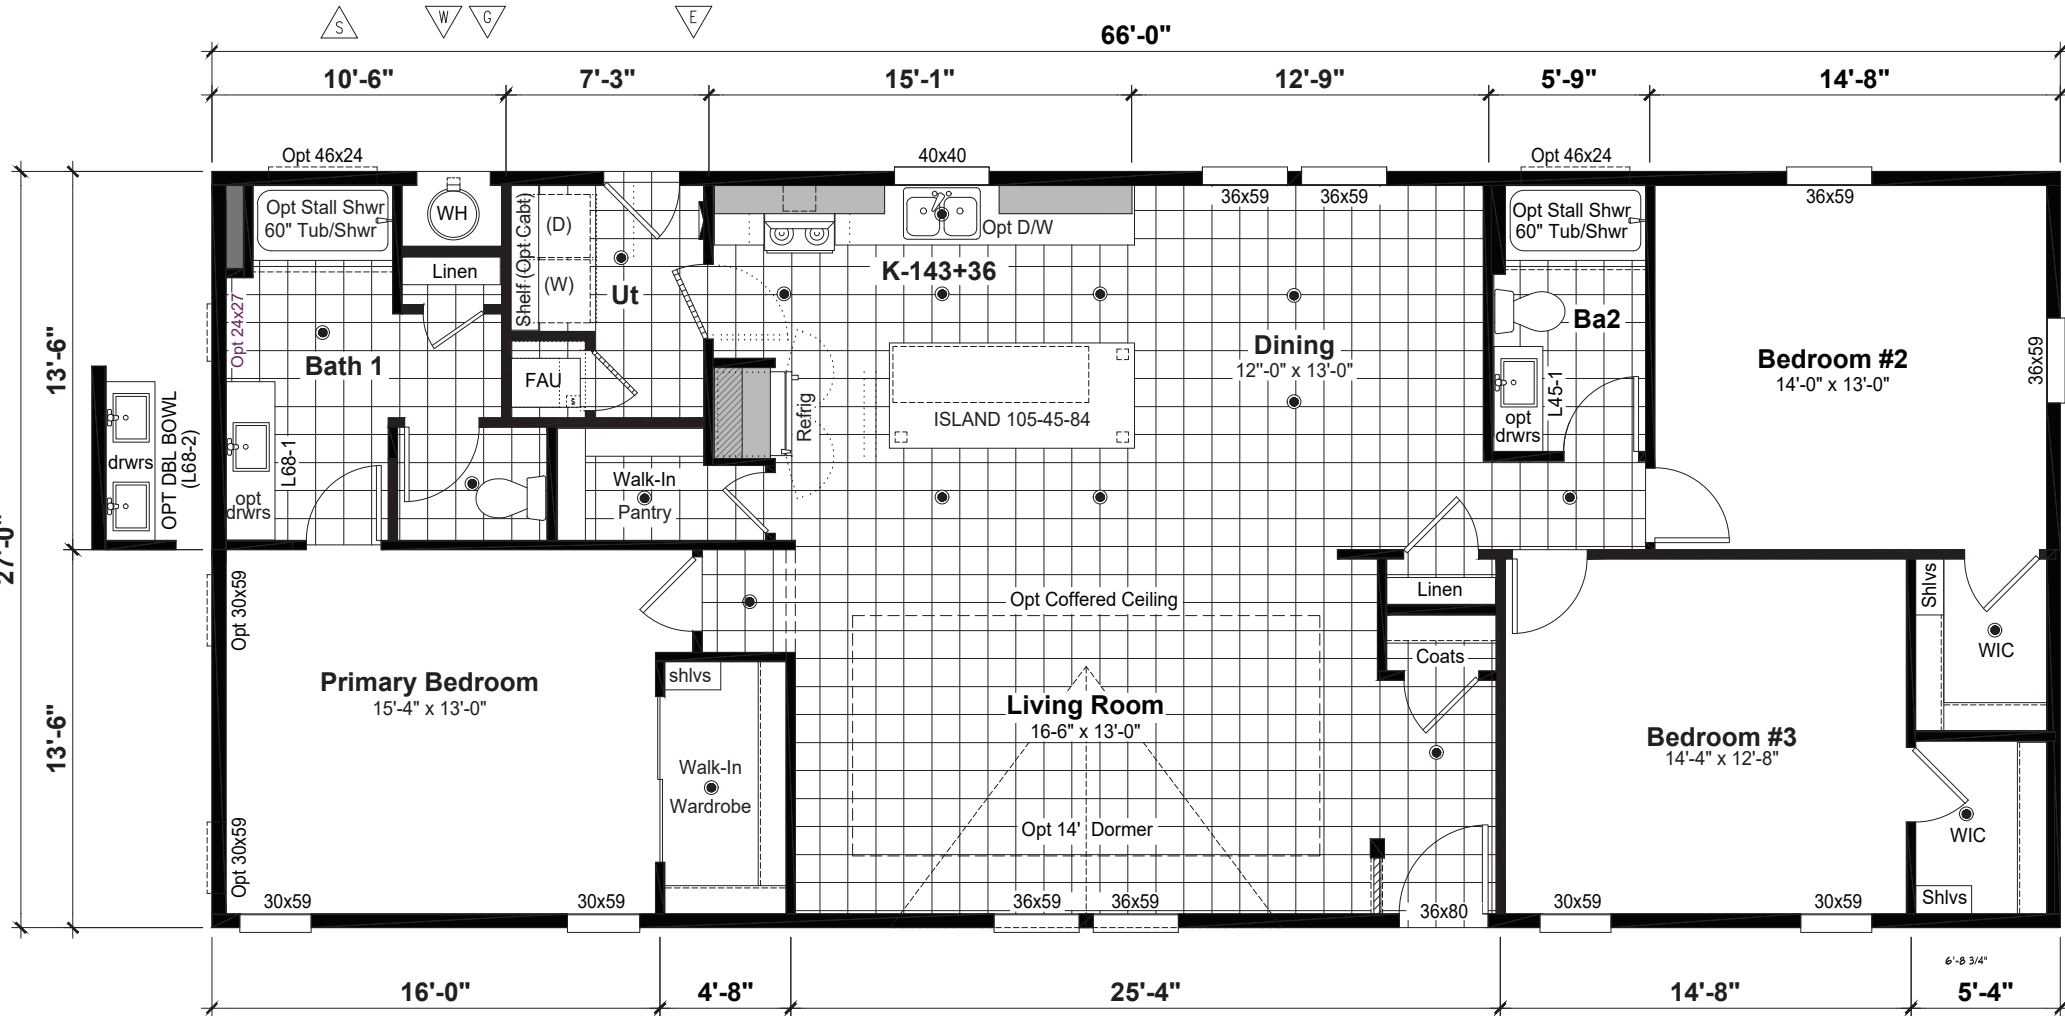 S
W
G
E
66'-0"
10'-6"
7'-3"
15'-1"
12'-9"
5'-9"
14'-8"
Opt 46x24
40x40
36x59
36x59
Opt 46x24
36x59
Opt Stall Shwr
60" Tub/Shwr
WH
Linen
Shelf (Opt Cabt)
(D)
(W)
Ut
Opt D/W
K-143+36
Opt Stall Shwr
60" Tub/Shwr
Ba2
Opt 24x27
Bath 1
FAU
s
Refrig
ISLAND 105-45-84
Dining
12"-0" x 13'-0"
L45-1
opt
drwrs
Bedroom #2
14'-0" x 13'-0"
36x59
13'-6"
27'-0"
drwrs
OPT DBL BOWL
(L68-2)
L68-1
opt
drwrs
Walk-In
Pantry
Opt 30x59
Opt Coffered Ceiling
Linen
Coats
Shlvs
WIC
Primary Bedroom
15'-4" x 13'-0"
shlvs
Walk-In
Wardrobe
Living Room
16-6" x 13'-0"
Bedroom #3
14'-4" x 12'-8"
WIC
Shlvs
13'-6"
Opt 30x59
Opt 14' Dormer
30x59
30x59
36x59
36x59
36x80
30x59
30x59
6'-8 3/4"
16'-0"
4'-8"
25'-4"
14'-8"
5'-4"